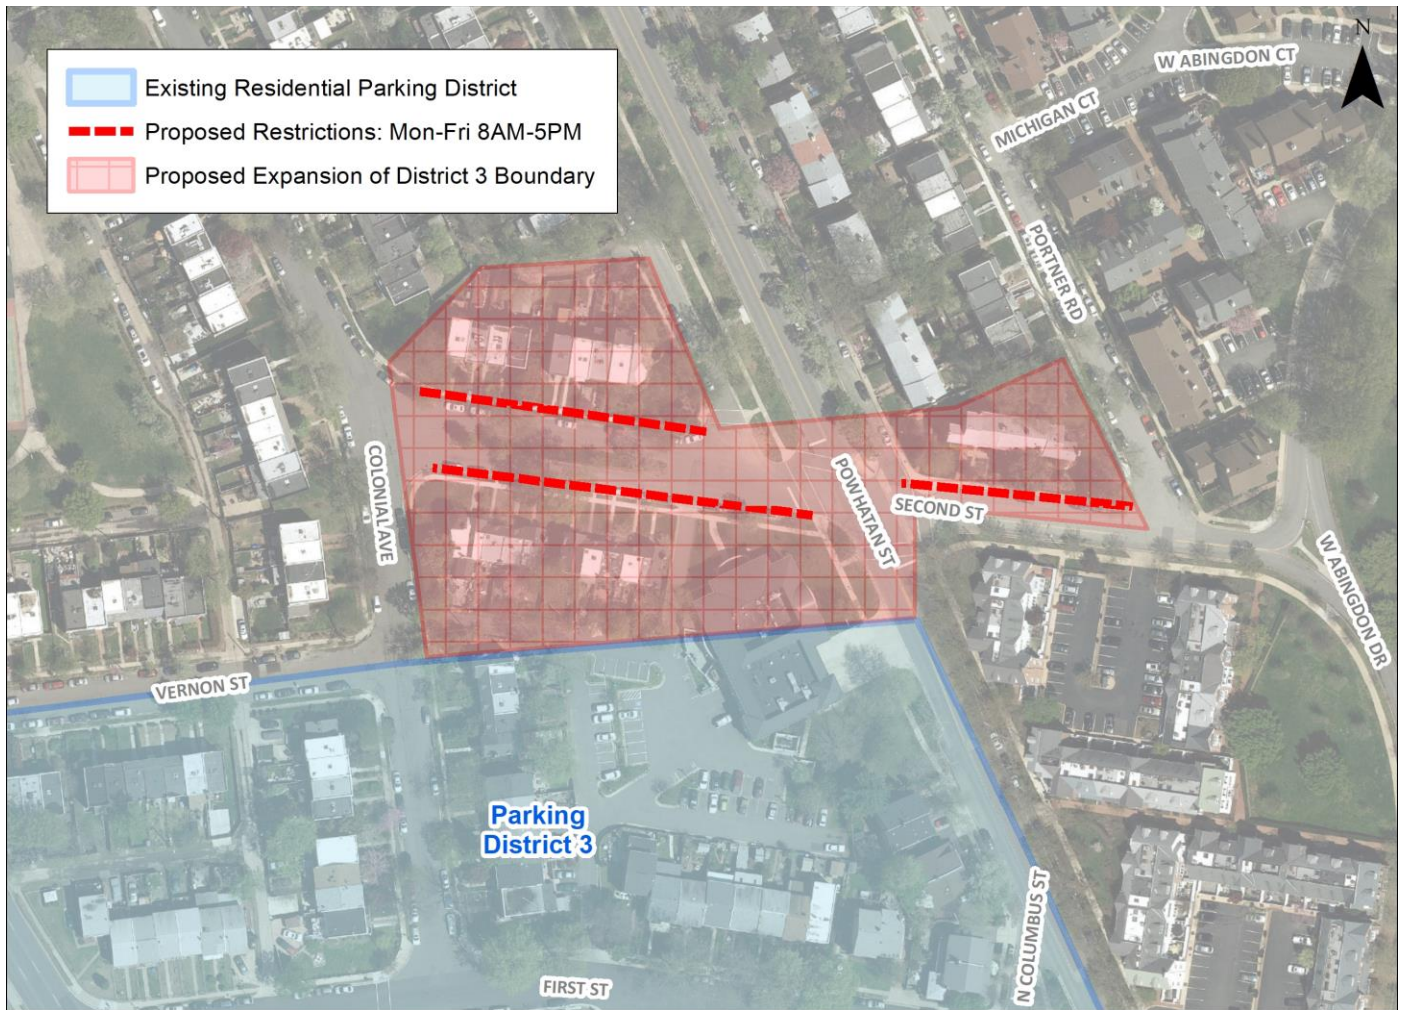 N
W ABINGDON CT
MICHIGAN CT
Existing Residential Parking District
Proposed Restrictions: Mon-Fri 8AM-5PM
Proposed Expansion of District 3 Boundary
PORTNER RD
COLONIAL AVE
POWHATAN ST
SECOND ST
W ABINGDON DR
VERNON ST
Parking
District 3
N COLUMBUS ST
FIRST ST